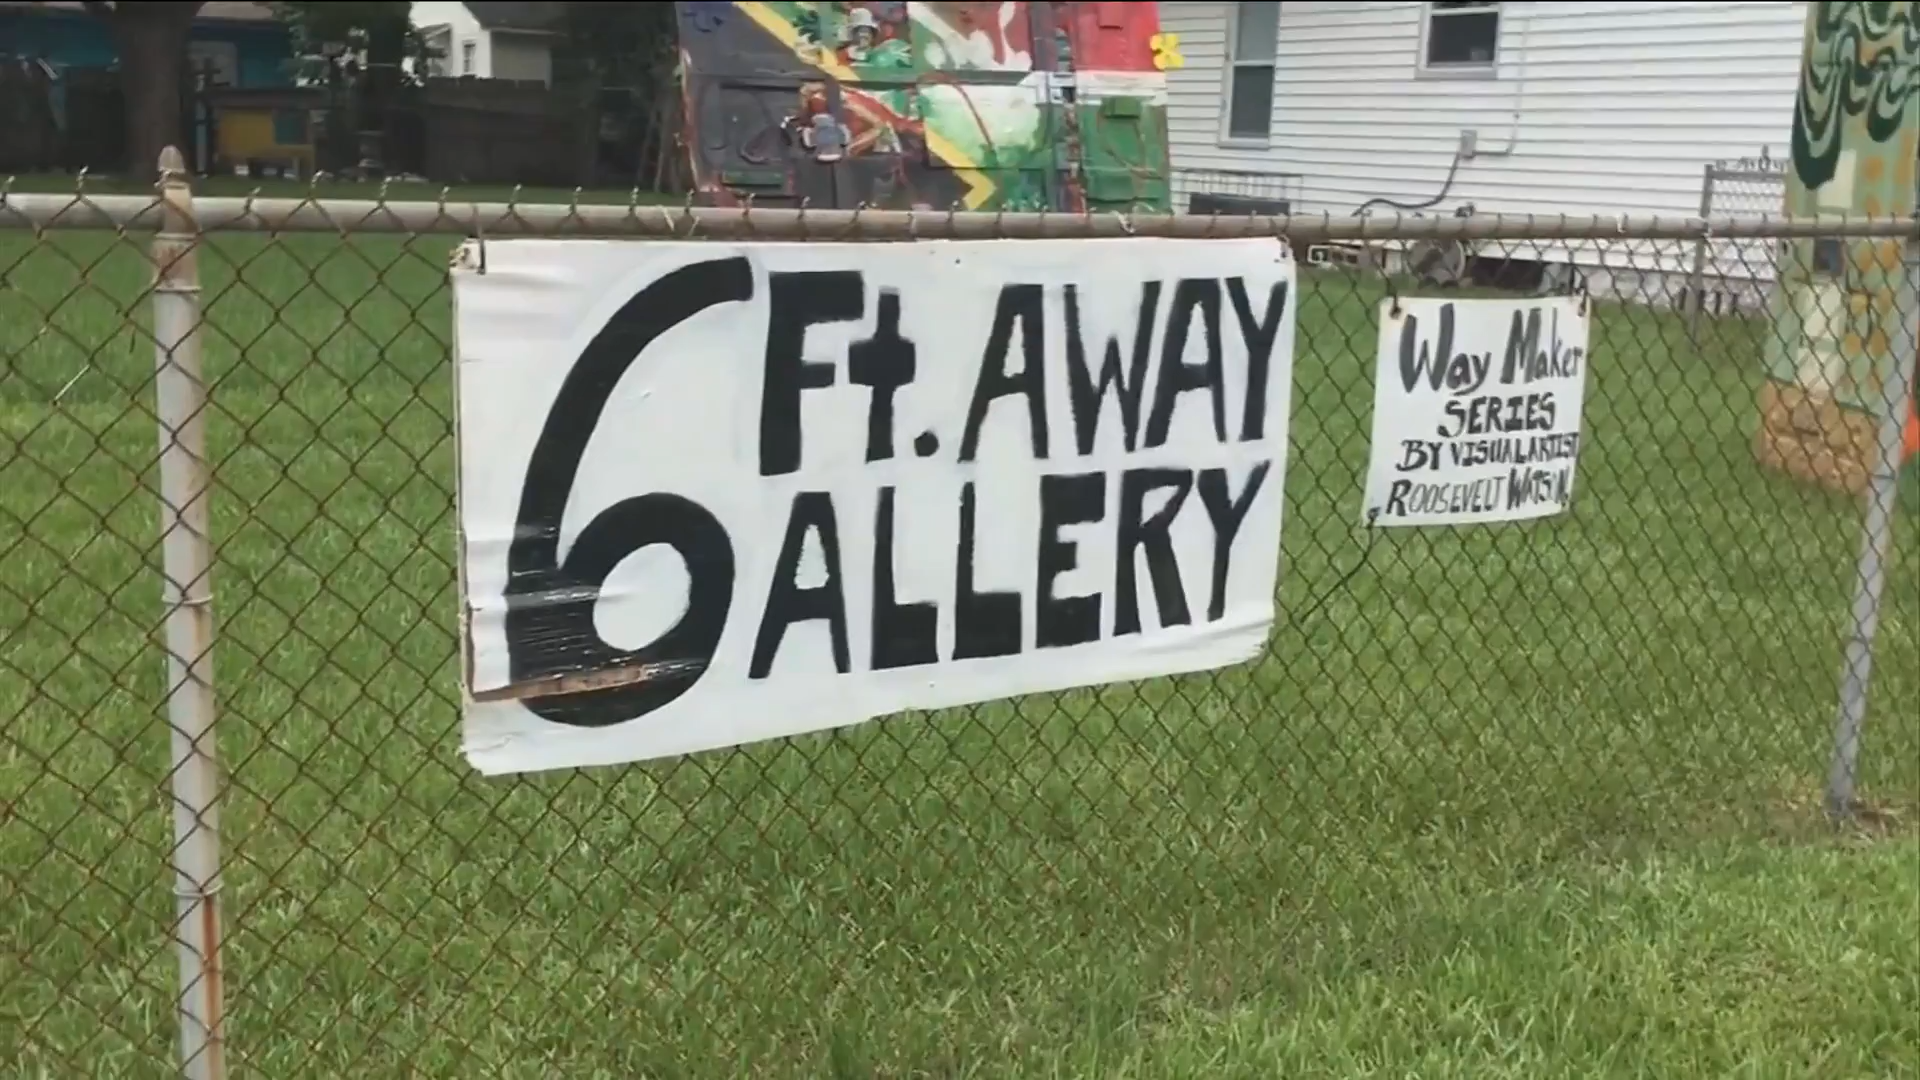 6 Ft. AWAY
GALLERY
Way Maker
SERIES
BY VISUAL ARTIST
ROOSEVELT WATSON